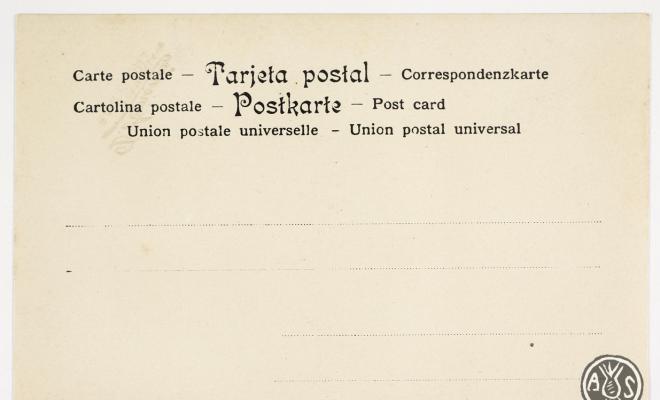 Carte postale — Tarjeta postal — Correspondenzkarte
Cartolina postale — Postkarte — Post card
Union postale universelle – Union postal universal
A S